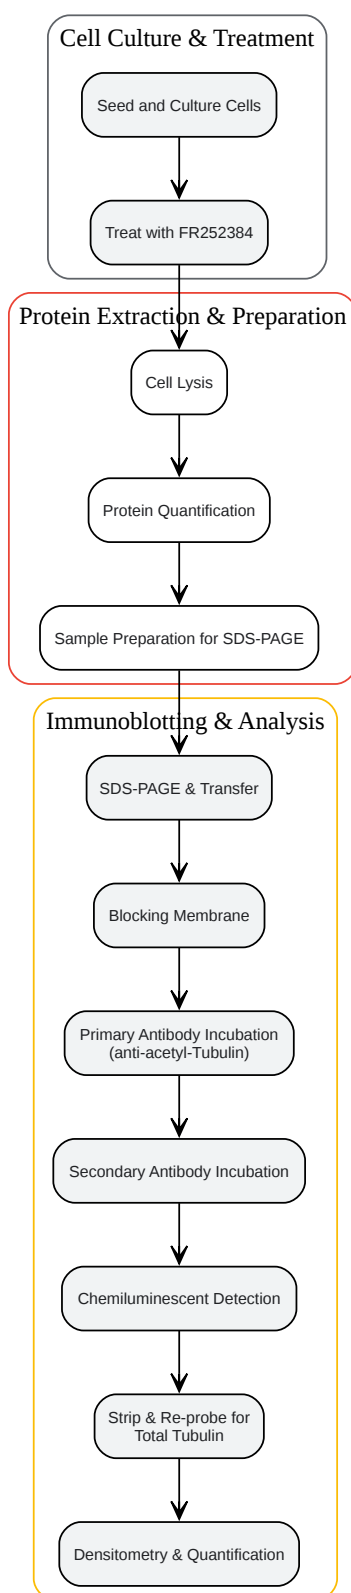 Cell Culture & Treatment
Seed and Culture Cells
Treat with FR252384
Protein Extraction & Preparation
Cell Lysis
Protein Quantification
Sample Preparation for SDS-PAGE
Immunoblotting & Analysis
SDS-PAGE & Transfer
Blocking Membrane
Primary Antibody Incubation
(anti-acetyl-Tubulin)
Secondary Antibody Incubation
Chemiluminescent Detection
Strip & Re-probe for
Total Tubulin
Densitometry & Quantification